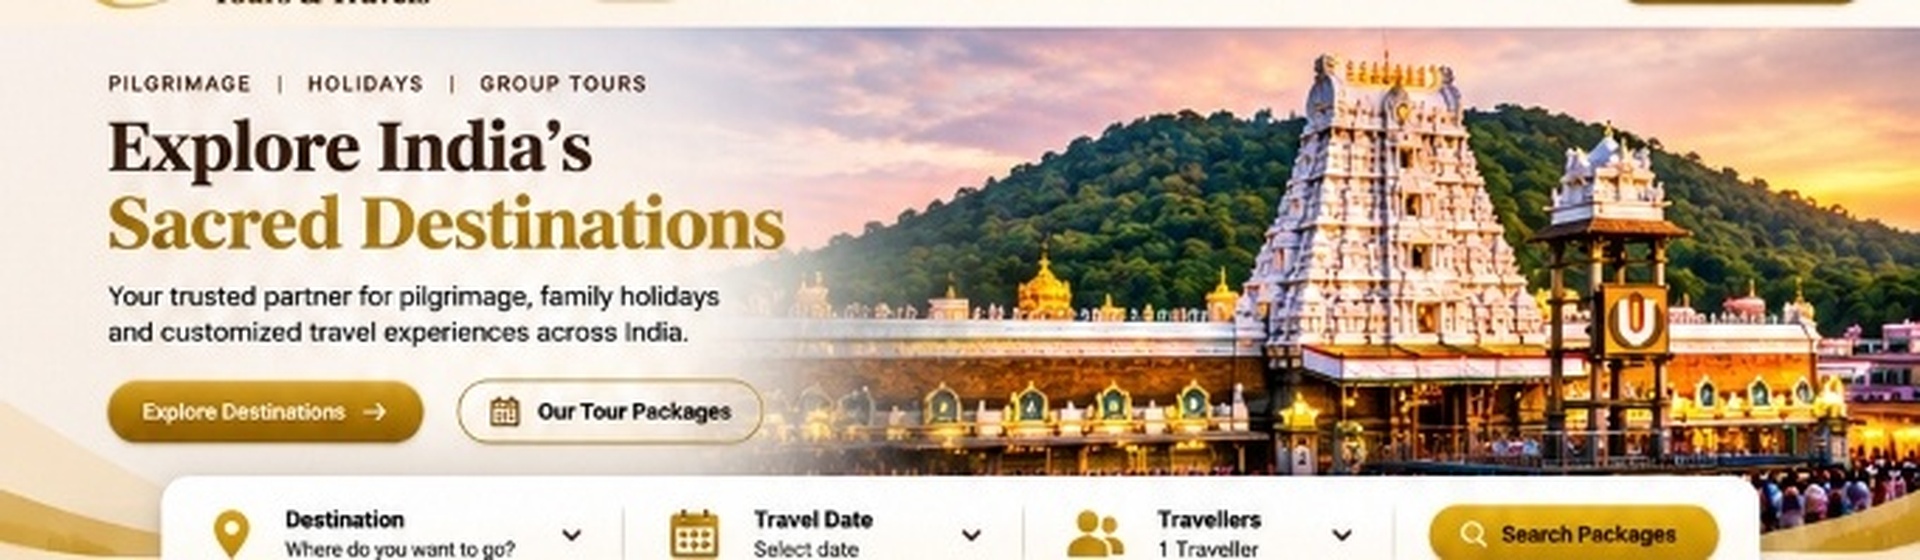 Tours & Travels
PILGRIMAGE | HOLIDAYS | GROUP TOURS
Explore India's
Sacred Destinations
Your trusted partner for pilgrimage, family holidays
and customized travel experiences across India.
Explore Destinations →
Our Tour Packages
Destination
Where do you want to go?
Travel Date
Select date
Travellers
1 Traveller
Search Packages